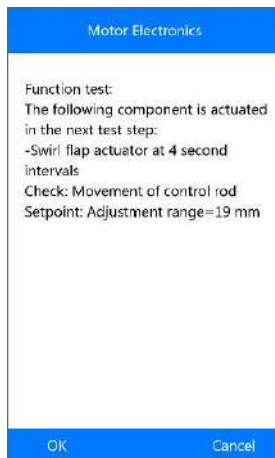 Motor Electronics
Function test:
The following component is actuated
in the next test step:
-Swirl flap actuator at 4 second
intervals
Check: Movement of control rod
Setpoint: Adjustment range=19 mm
OK
Cancel